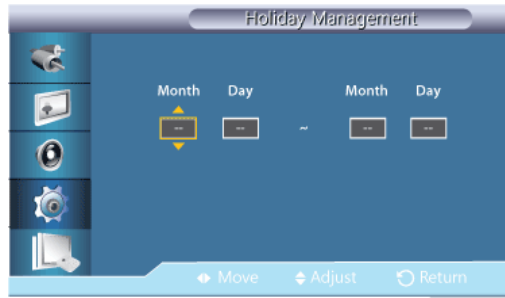 Holiday Management
Month Day Month Day
-- -- ~ -- --
Move Adjust Return